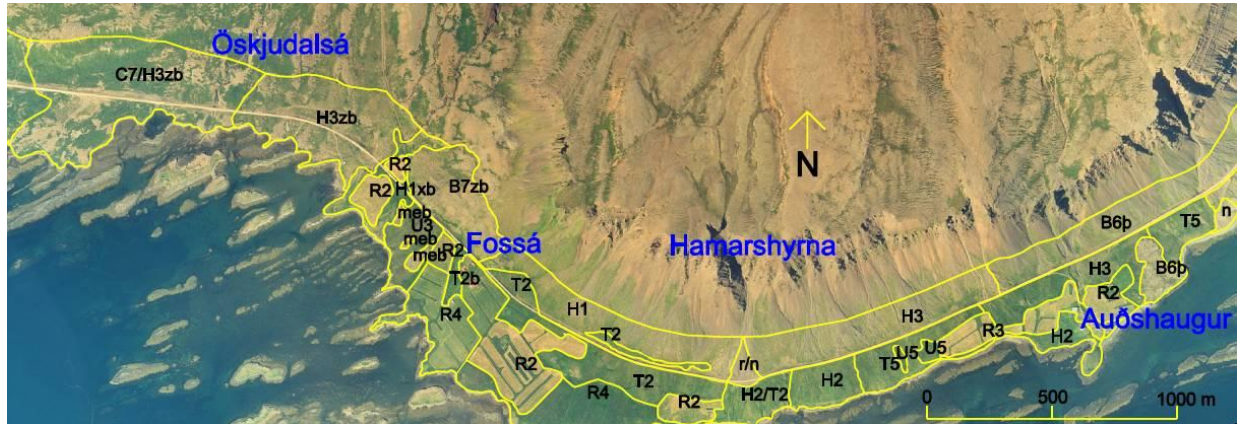 Öskjudalsá
C7/H3zb
H3zb
N
R2
R2
H1xb
B7zb
meb
U3
meb
R2
meb
Fossá
Hamarshyrna
B6þ
T5
n
B6þ
T2b
T2
H1
H3
H3
R2
R4
T2
R3
Auðshaugur
H2
R2
r/n
T5
U5
U5
T2
R4
R2
H2/T2
H2
0
500
1000 m